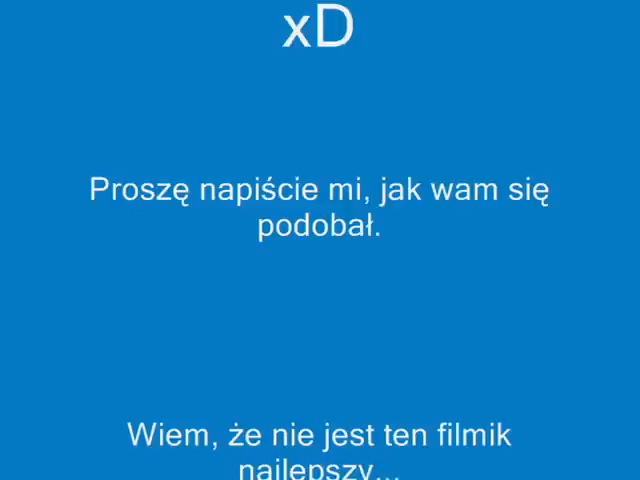 xD
Proszę napiście mi, jak wam się
podobał.
Wiem, że nie jest ten filmik
najlepszy...